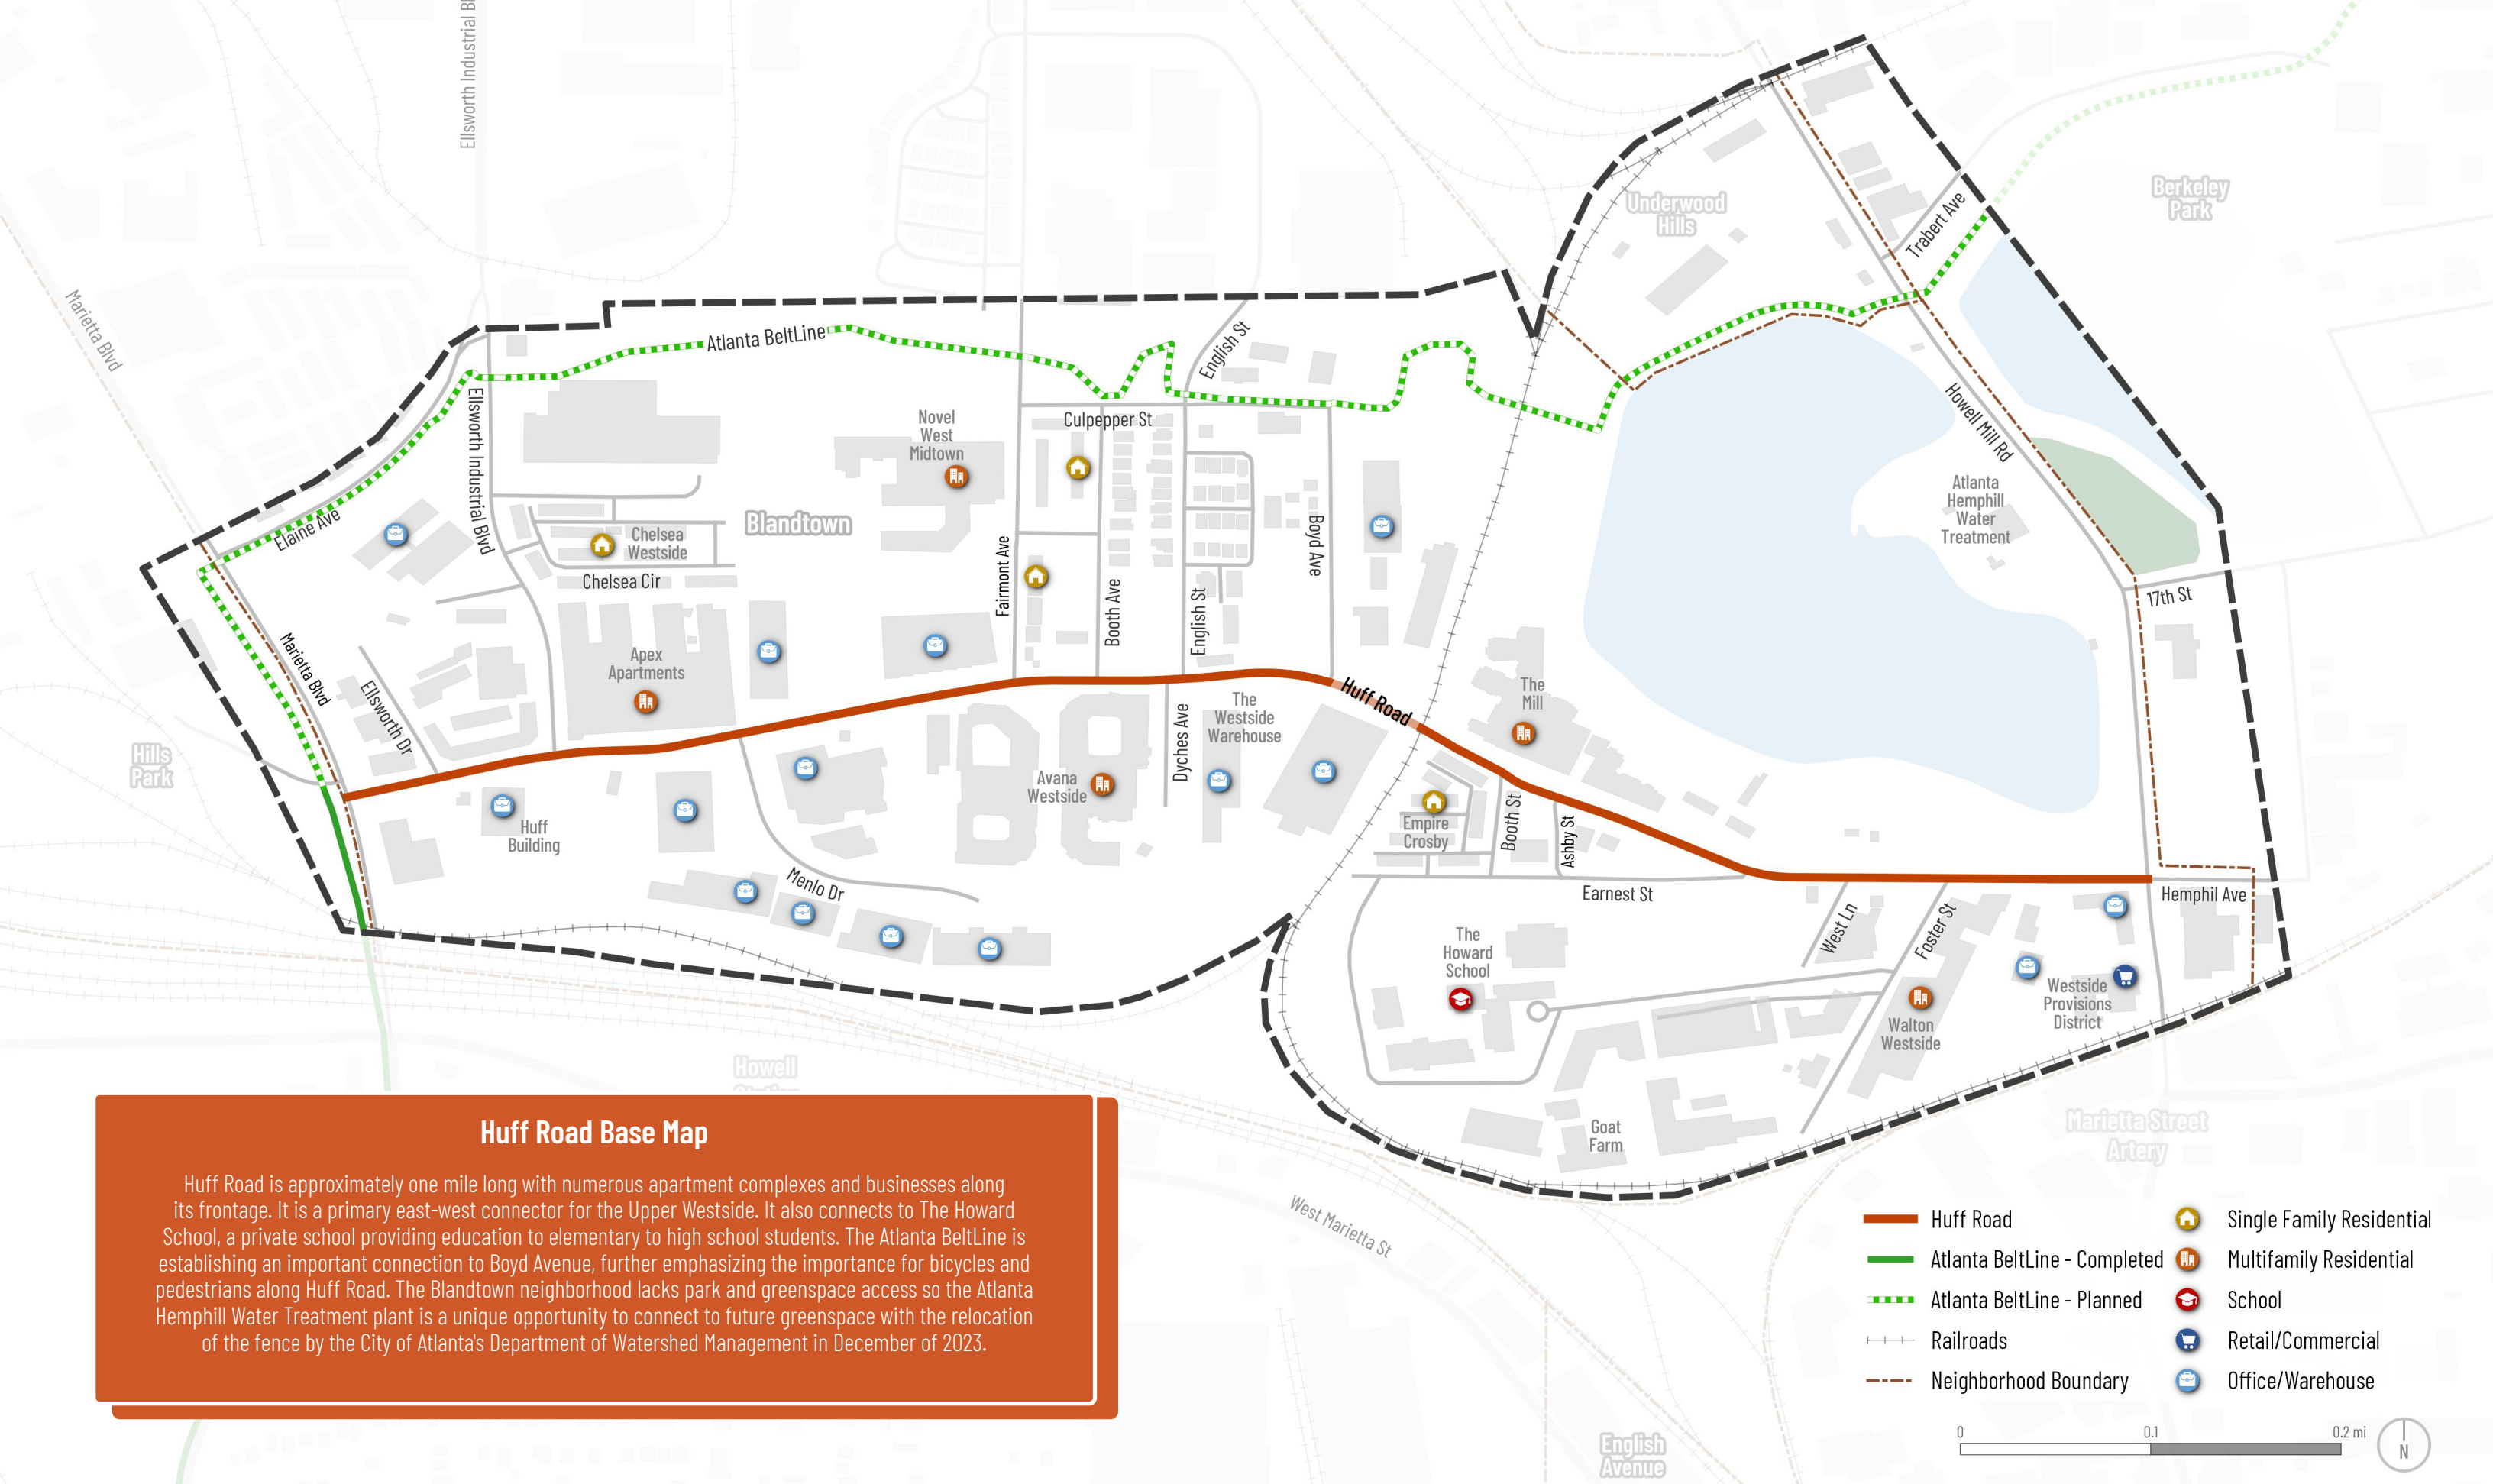 Ellsworth Industrial Bl
Marietta Blvd
Underwood
Hills
Berkeley
Park
Trabert Ave
Atlanta BeltLine
English St
Culpepper St
Howell Mill Rd
Novel
West
Midtown
Ellsworth Industrial Blvd
Elaine Ave
Blandtown
Chelsea
Westside
Chelsea Cir
Fairmont Ave
Booth Ave
English St
Boyd Ave
Atlanta
Hemphill
Water
Treatment
17th St
Marietta Blvd
Ellsworth Dr
Apex
Apartments
Huff Road
The
Mill
The
Westside
Warehouse
Dyches Ave
Avana
Westside
Hills
Park
Huff
Building
Menlo Dr
Empire
Crosby
Booth St
Ashby St
Earnest St
Hemphil Ave
West Ln
Foster St
The
Howard
School
Westside
Provisions
District
Walton
Westside
Goat
Farm
Howell
Station
Marietta Street
Artery
West Marietta St
English
Avenue
Huff Road Base Map
Huff Road is approximately one mile long with numerous apartment complexes and businesses along
its frontage. It is a primary east-west connector for the Upper Westside. It also connects to The Howard
School, a private school providing education to elementary to high school students. The Atlanta BeltLine is
establishing an important connection to Boyd Avenue, further emphasizing the importance for bicycles and
pedestrians along Huff Road. The Blandtown neighborhood lacks park and greenspace access so the Atlanta
Hemphill Water Treatment plant is a unique opportunity to connect to future greenspace with the relocation
of the fence by the City of Atlanta's Department of Watershed Management in December of 2023.
Huff Road
Atlanta BeltLine - Completed
Atlanta BeltLine - Planned
Railroads
Neighborhood Boundary
Single Family Residential
Multifamily Residential
School
Retail/Commercial
Office/Warehouse
0 0.1 0.2 mi
N